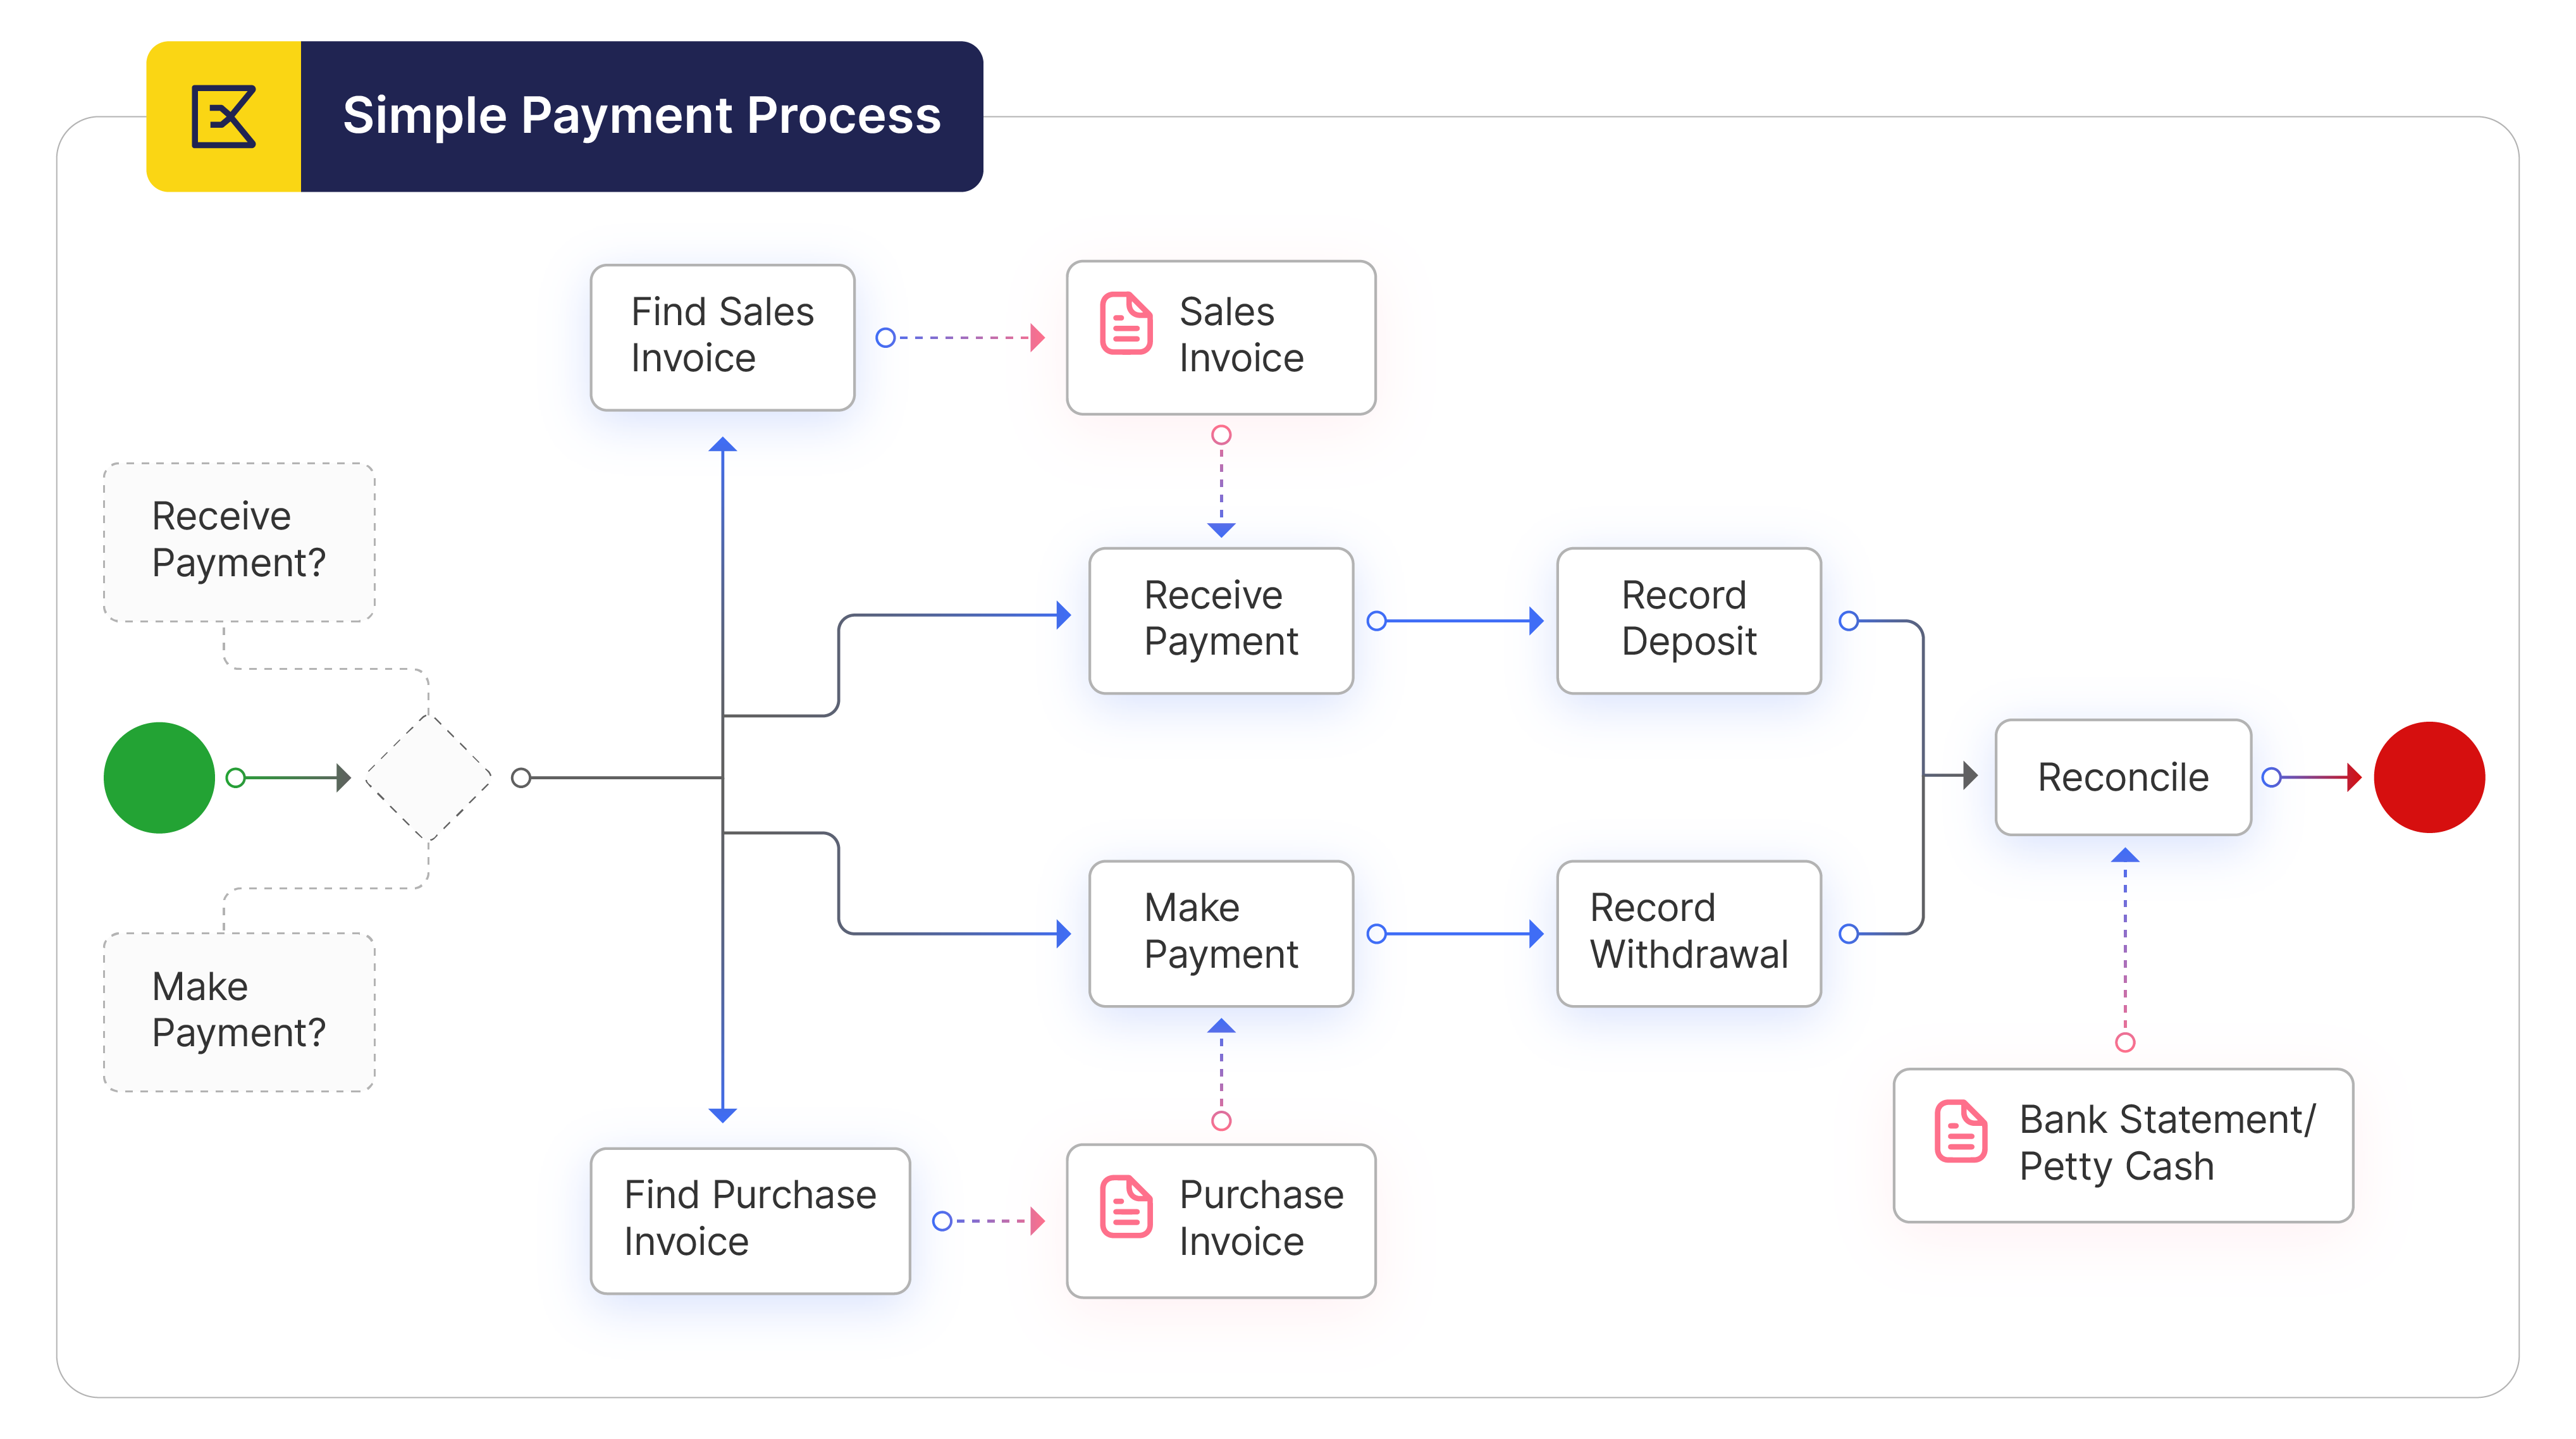 Simple Payment Process
Find Sales
Invoice
Sales
Invoice
Receive
Payment?
Receive
Payment
Record
Deposit
Reconcile
Make
Payment?
Make
Payment
Record
Withdrawal
Find Purchase
Invoice
Purchase
Invoice
Bank Statement/
Petty Cash